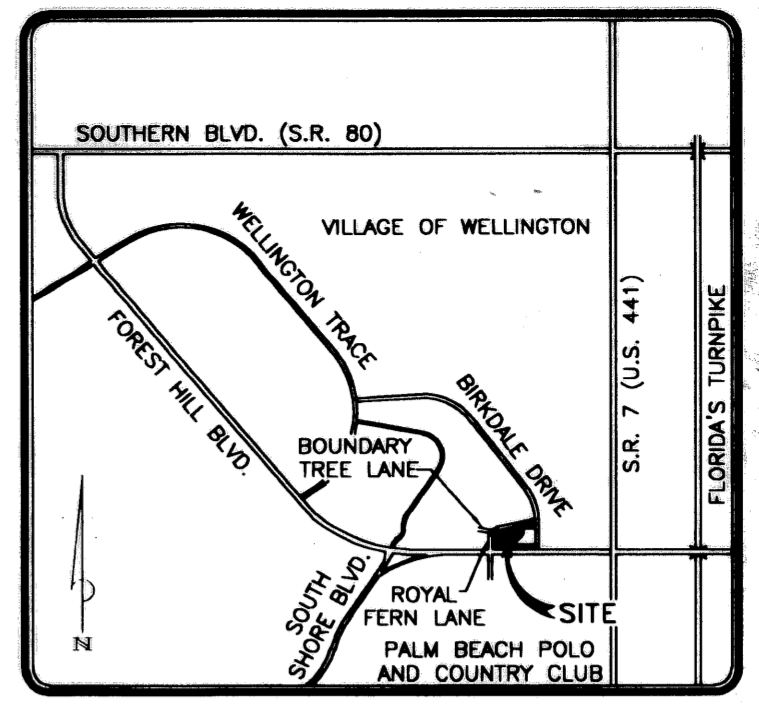 SOUTHERN BLVD. (S.R. 80)
VILLAGE OF WELLINGTON
WELLINGTON TRACE
FOREST HILL BLVD.
BIRKDALE DRIVE
S.R. 7 (U.S. 441)
FLORIDA'S TURNPIKE
BOUNDARY
TREE LANE
SOUTH
SHORE BLVD.
ROYAL
FERN LANE
SITE
PALM BEACH POLO
AND COUNTRY CLUB
N